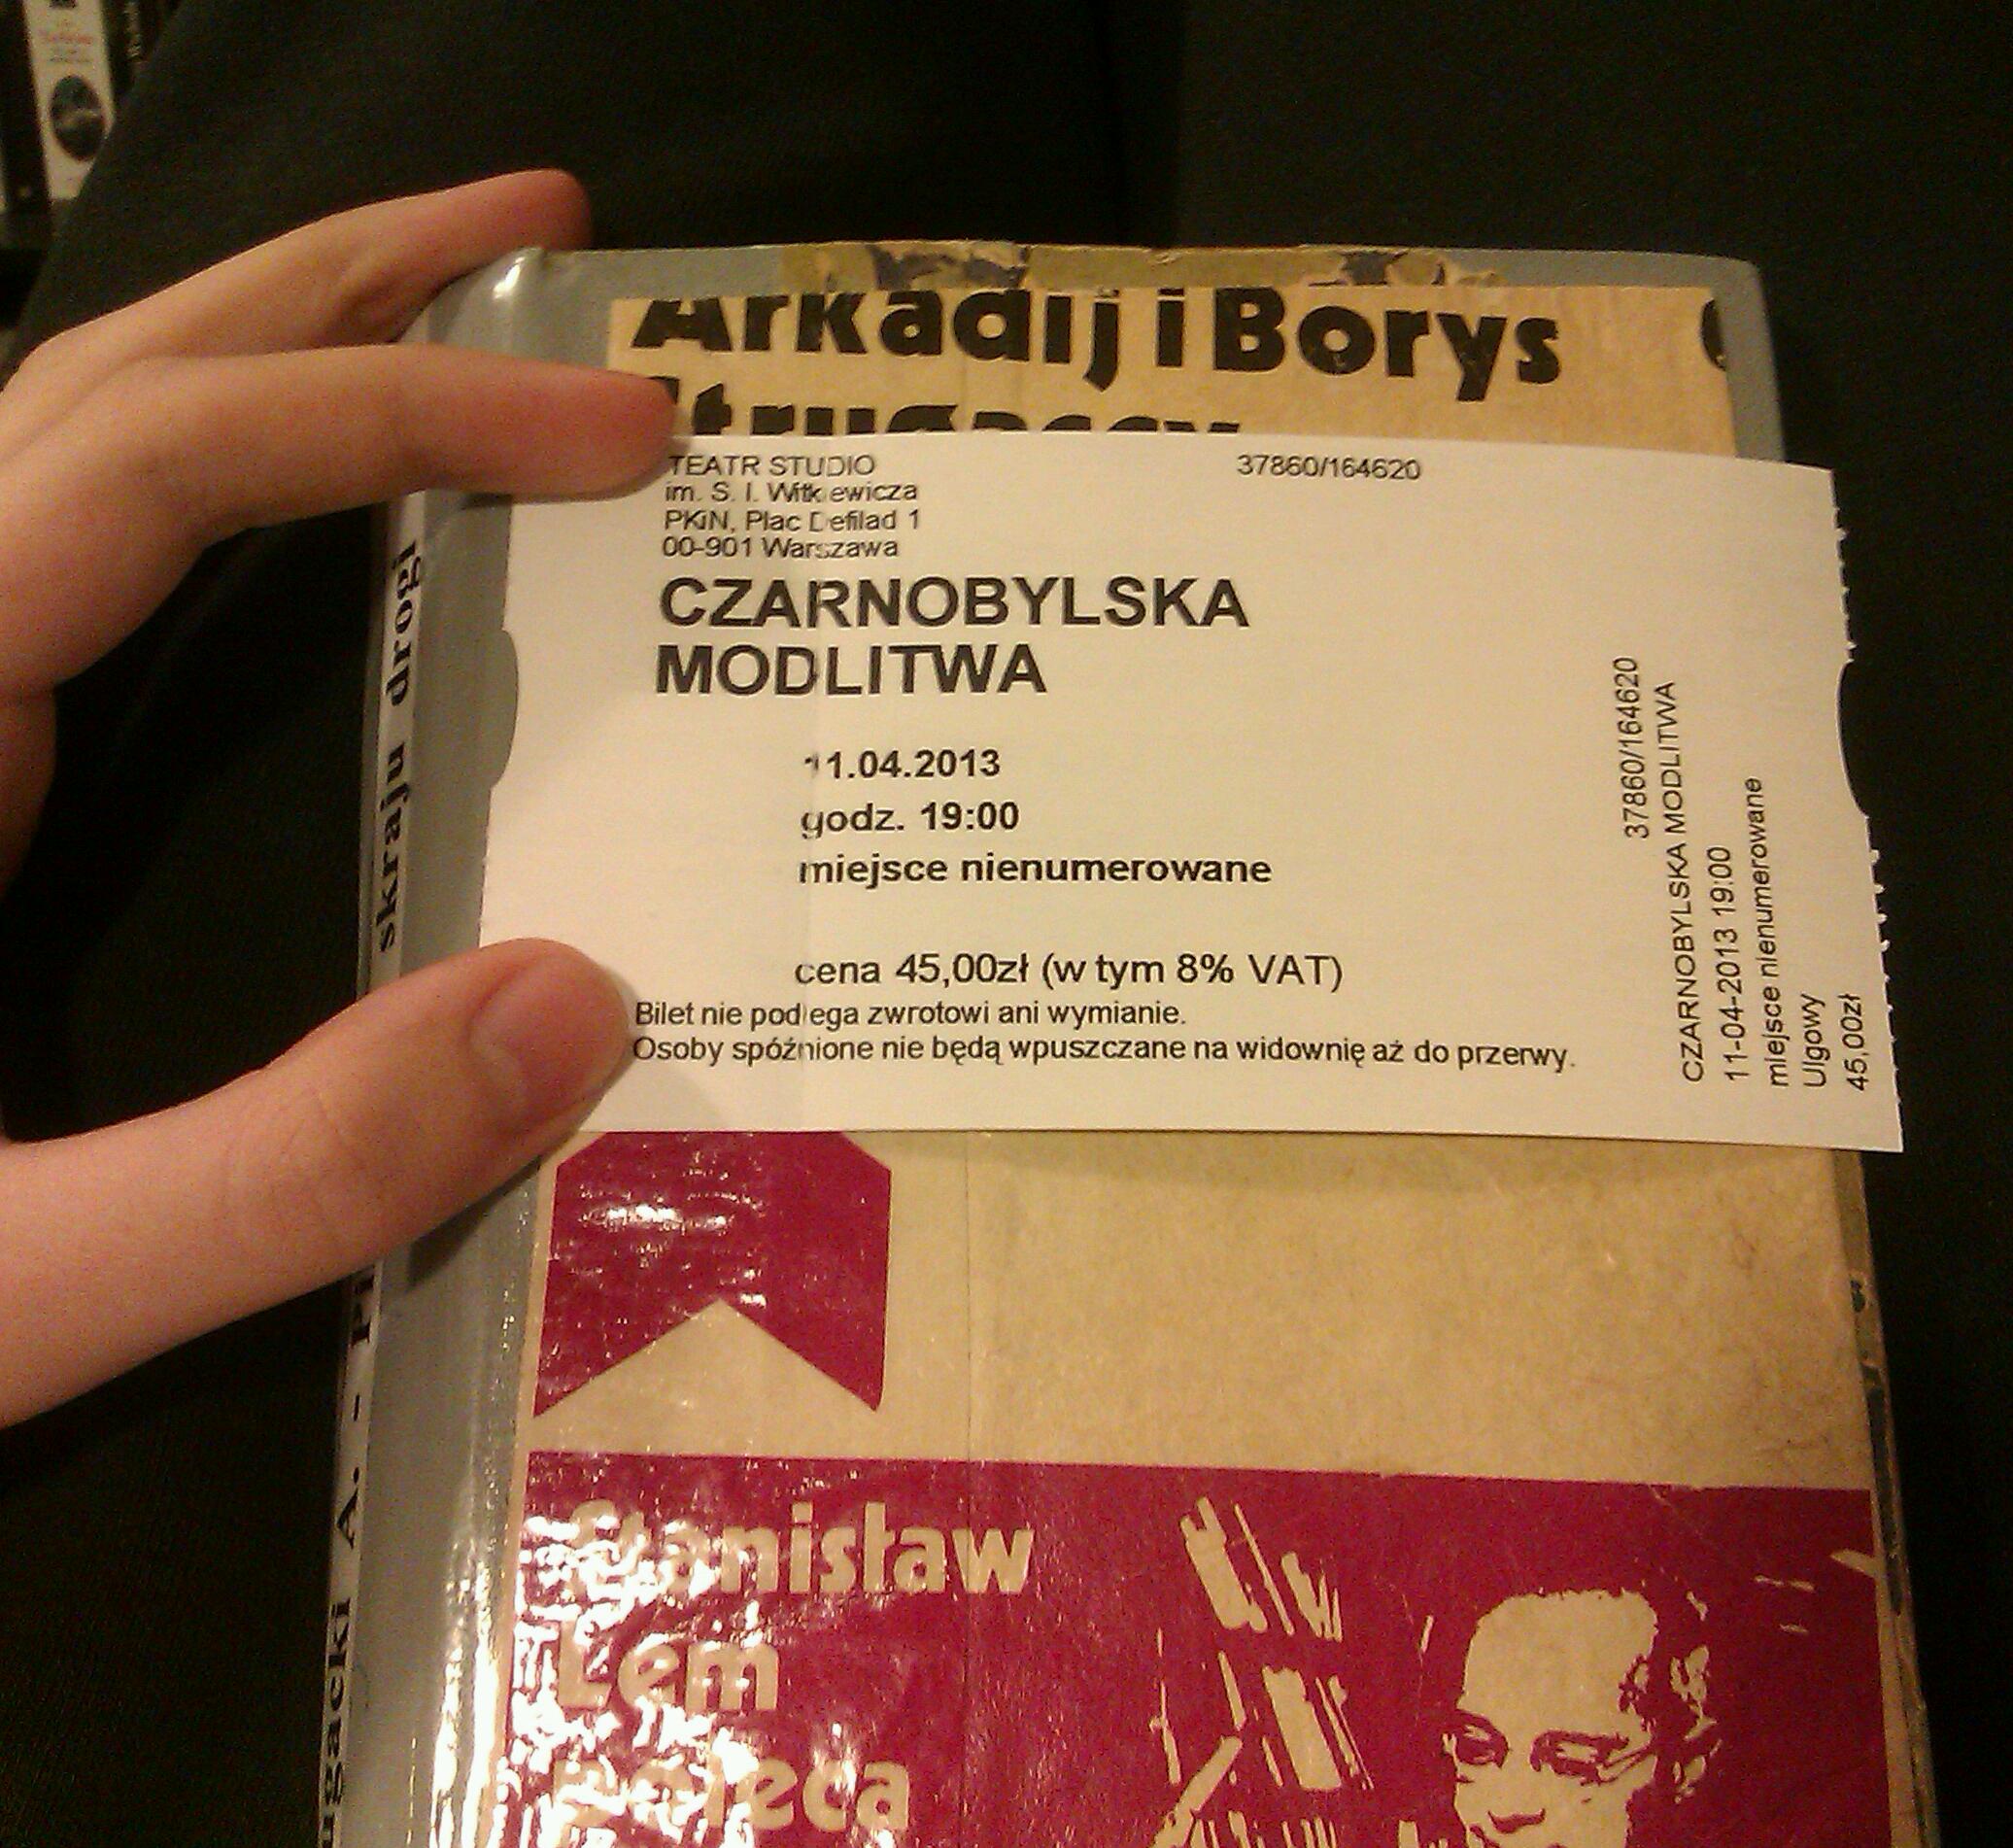 Arkadij i Borys
TEATR STUDIO
im. S. I. Witkiewicza
PKiN, Plac Defilad 1
00-901 Warszawa
37860/164620
CZARNOBYLSKA
MODLITWA
11.04.2013
godz. 19:00
miejsce nienumerowane
cena 45,00zł (w tym 8% VAT)
Bilet nie podlega zwrotowi ani wymianie.
Osoby spóźnione nie będą wpuszczane na widownię aż do przerwy.
37860/164620
CZARNOBYLSKA MODLITWA
11-04-2013 19:00
miejsce nienumerowane
Ulgowy
45,00zł
Stanisław
Lem
poleca
ugacki A. - Pi
skraju drogi